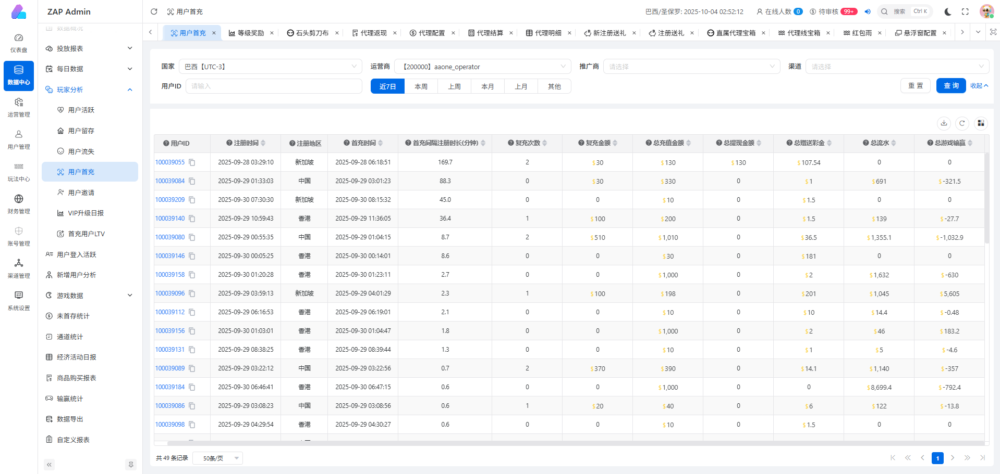 ZAP Admin
用户首充
巴西/圣保罗: 2025-10-04 02:52:12
在线人数 0
待审核 99+
搜索 Ctrl K
仪表盘
数据中心
运营管理
用户管理
玩法中心
财务管理
账号管理
渠道管理
系统设置
数据概况
投放报表
每日数据
玩家分析
用户活跃
用户留存
用户流失
用户首充
用户邀请
VIP升级日报
首充用户LTV
用户登入活跃
新增用户分析
游戏数据
未首存统计
通道统计
经济活动日报
商品购买报表
输赢统计
数据导出
自定义报表
用户首充 × 等级奖励 × 石头剪刀布 × 代理返现 × 代理配置 × 代理结算 × 代理明细 × 新注册送礼 × 注册送礼 × 直属代理宝箱 × 代理线宝箱 × 红包雨 × 悬浮窗配置 ×
国家 巴西【UTC-3】 运营商 【200000】aaone_operator 推广商 请选择 渠道 请选择
用户ID 请输入 近7日 本周 上周 本月 上月 其他 重 置 查 询 收起
用户ID 注册时间 注册地区 首充时间 首充间隔注册时长(分钟) 复充次数 复充金额 总充值金额 总提现金额 总赠送彩金 总流水 总游戏输赢
100039055 2025-09-28 03:29:10 新加坡 2025-09-28 06:18:51 169.7 2 $30 $130 $130 $107.54 0 0
100039084 2025-09-29 01:33:03 中国 2025-09-29 03:01:23 88.3 0 $30 $330 0 $1 $691 $-321.5
100039209 2025-09-30 07:30:30 新加坡 2025-09-30 08:15:32 45.0 0 0 $10 0 $1.5 0 0
100039140 2025-09-29 10:59:43 香港 2025-09-29 11:36:05 36.4 1 $100 $200 0 $1.5 $139 $-27.7
100039080 2025-09-29 00:55:35 中国 2025-09-29 01:04:15 8.7 2 $510 $1,010 0 $36.5 $1,355.1 $-1,032.9
100039146 2025-09-30 00:05:25 香港 2025-09-30 00:14:01 8.6 0 0 $30 0 $181 0 0
100039158 2025-09-30 01:20:28 香港 2025-09-30 01:23:11 2.7 0 0 $1,000 0 $2 $1,632 $-630
100039096 2025-09-29 03:59:13 新加坡 2025-09-29 04:01:29 2.3 1 $100 $198 0 $201 $1,045 $5,605
100039112 2025-09-29 06:16:53 香港 2025-09-29 06:19:01 2.1 0 0 $10 0 $10 $14.4 $-0.48
100039156 2025-09-30 01:03:01 香港 2025-09-30 01:04:47 1.8 0 0 $1,000 0 $2 $46 $183.2
100039131 2025-09-29 08:38:25 香港 2025-09-29 08:39:44 1.3 0 0 $10 0 $1 $5 $-4.6
100039089 2025-09-29 03:22:12 中国 2025-09-29 03:22:56 0.7 2 $370 $390 0 $14.1 $1,140 $-357
100039184 2025-09-30 06:46:41 香港 2025-09-30 06:47:15 0.6 0 0 $1,000 0 0 $8,699.4 $-792.4
100039086 2025-09-29 03:08:23 中国 2025-09-29 03:08:56 0.6 1 $20 $40 0 $6 $122 $-13.8
100039098 2025-09-29 04:29:54 香港 2025-09-29 04:30:27 0.6 0 0 $10 0 $1.5 0 0
共 49 条记录 50条/页 1